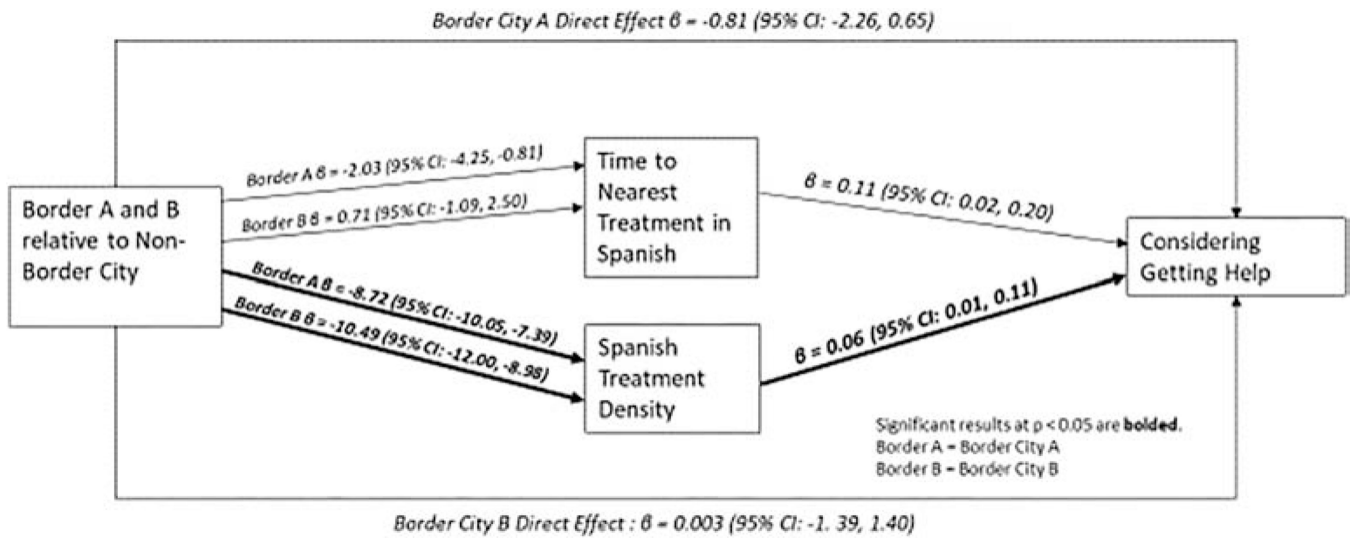 Border City A Direct Effect β = -0.81 (95% CI: -2.26, 0.65)
Border A and B
relative to Non-
Border City
Border A β = -2.03 (95% CI: -4.25, -0.81)
Border B β = 0.71 (95% CI: -1.09, 2.50)
Border A β = -8.72 (95% CI: -10.05, -7.39)
Border B β = -10.49 (95% CI: -12.00, -8.98)
Time to
Nearest
Treatment in
Spanish
Spanish
Treatment
Density
β = 0.11 (95% CI: 0.02, 0.20)
β = 0.06 (95% CI: 0.01, 0.11)
Considering
Getting Help
Significant results at p < 0.05 are bolded.
Border A = Border City A
Border B = Border City B
Border City B Direct Effect : β = 0.003 (95% CI: -1. 39, 1.40)